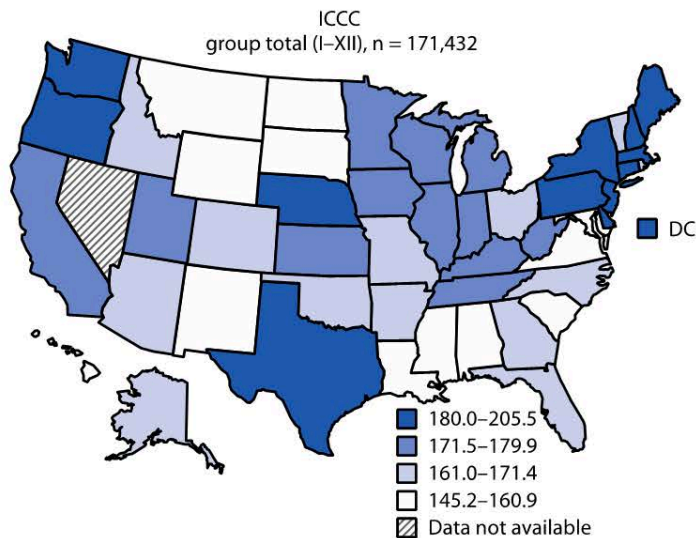 ICCC
group total (I–XII), n = 171,432
DC
180.0–205.5
171.5–179.9
161.0–171.4
145.2–160.9
Data not available